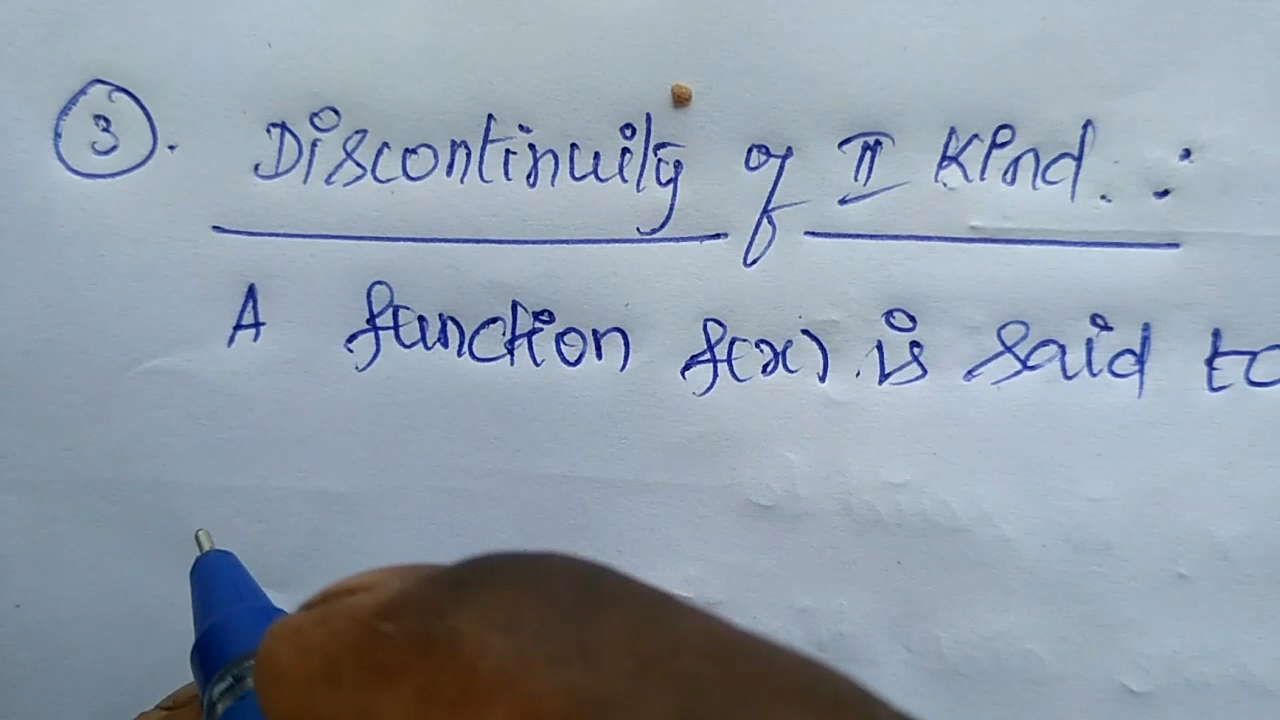 ③. Discontinuity of II Kind. :
A function f(x) is said to